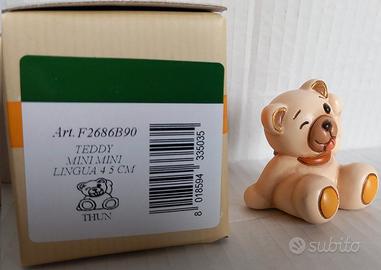 Art. F2686B90
TEDDY
MINI MINI
LINGUA 4 5 CM
THUN
8 018594 335035
subito